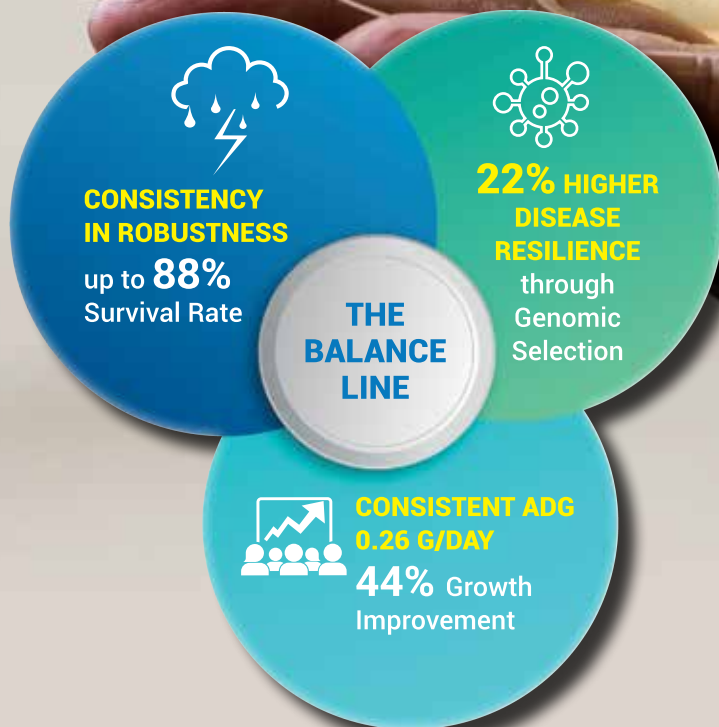 CONSISTENCY
IN ROBUSTNESS
up to 88%
Survival Rate
22% HIGHER
DISEASE
RESILIENCE
through
Genomic
Selection
THE
BALANCE
LINE
CONSISTENT ADG
0.26 G/DAY
44% Growth
Improvement